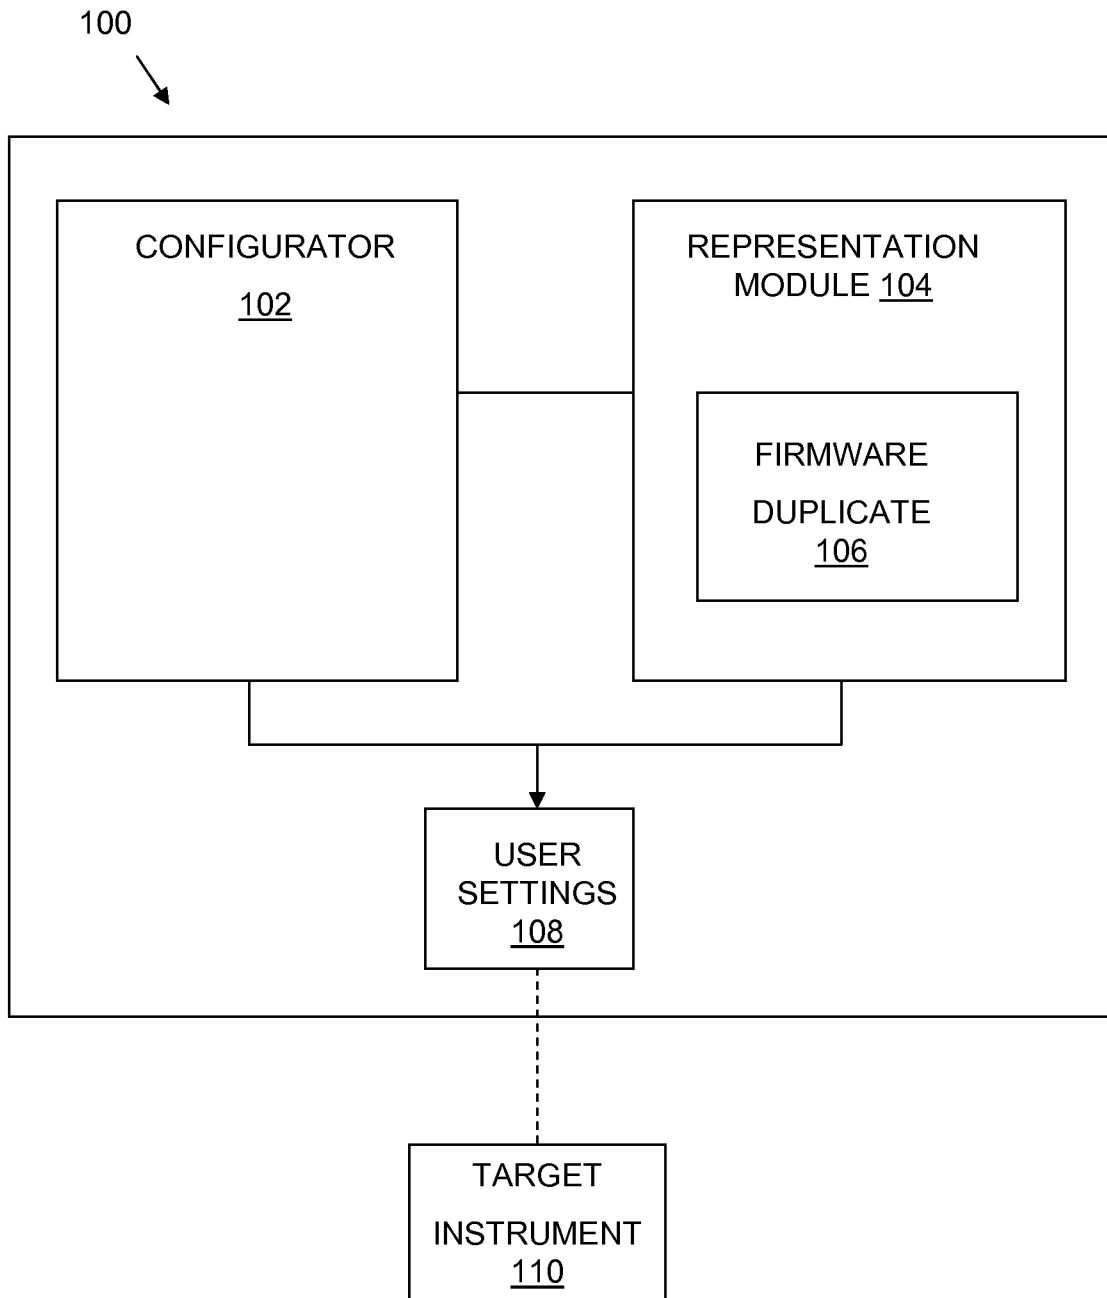 100
CONFIGURATOR
102
REPRESENTATION
MODULE 104
FIRMWARE
DUPLICATE
106
USER
SETTINGS
108
TARGET
INSTRUMENT
110